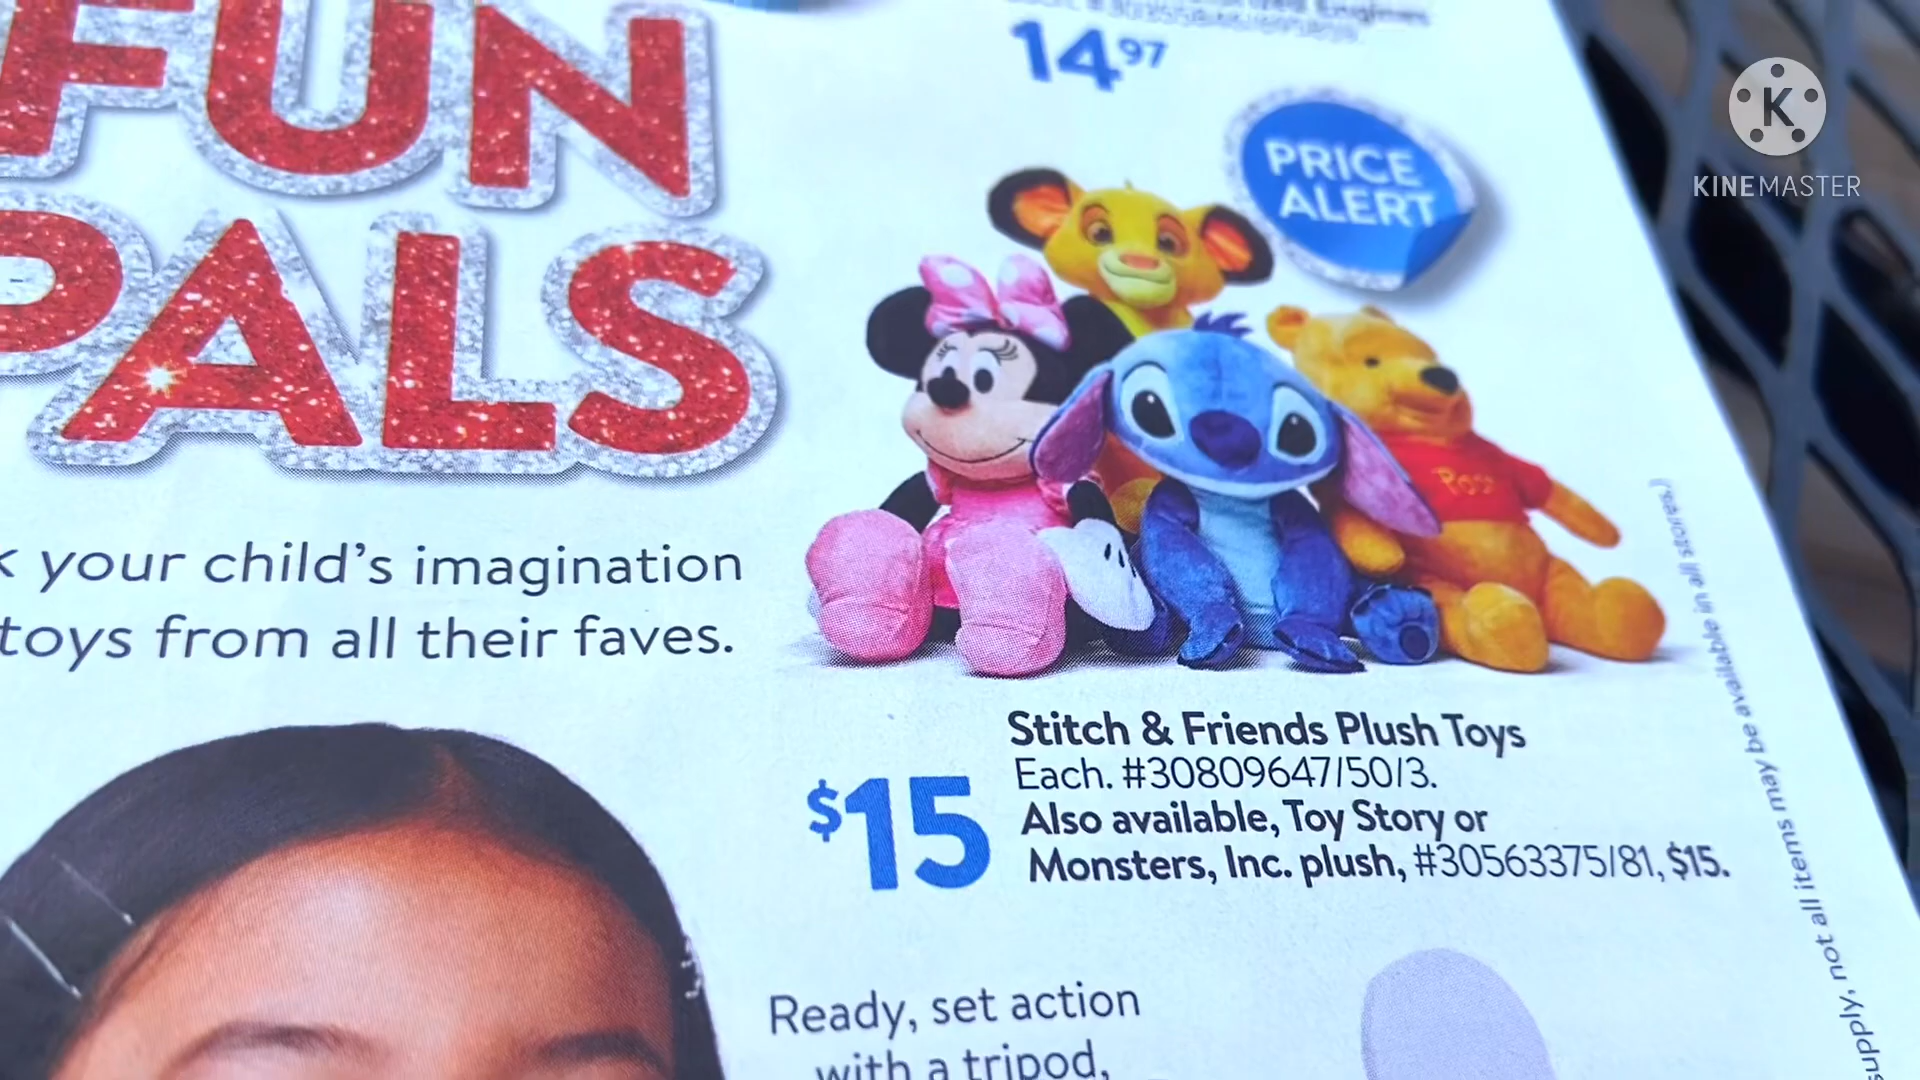 FUN
PALS
your child's imagination
toys from all their faves.
14 97
PRICE
ALERT
Pooh
Stitch & Friends Plush Toys
Each. #30809647/50/3.
$15
Also available, Toy Story or
Monsters, Inc. plush, #30563375/81, $15.
Ready, set action
with a tripod,
supply, not all items may be available in all stores.)
K
KINEMASTER